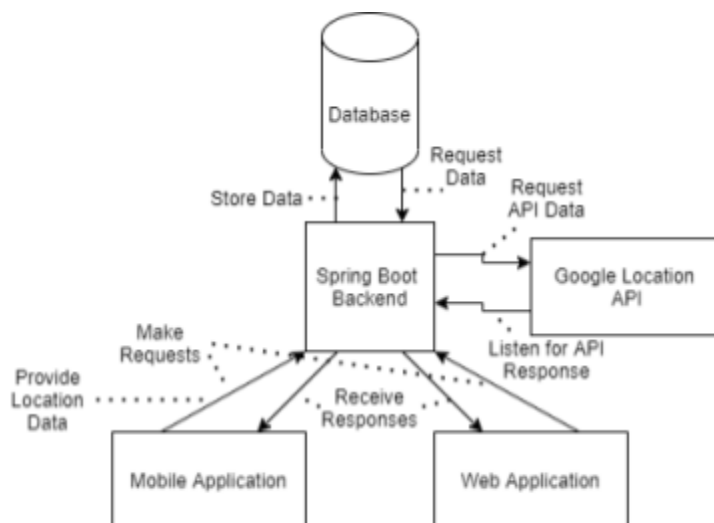 Database
Request
Data
Store Data
Request
API Data
Spring Boot
Backend
Google Location
API
Make
Requests
Listen for API
Response
Provide
Location
Data
Receive
Responses
Mobile Application
Web Application